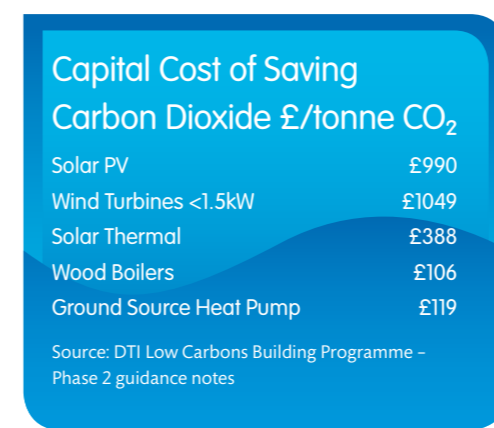 Capital Cost of Saving
Carbon Dioxide £/tonne CO₂
Solar PV £990
Wind Turbines <1.5kW £1049
Solar Thermal £388
Wood Boilers £106
Ground Source Heat Pump £119
Source: DTI Low Carbons Building Programme –
Phase 2 guidance notes